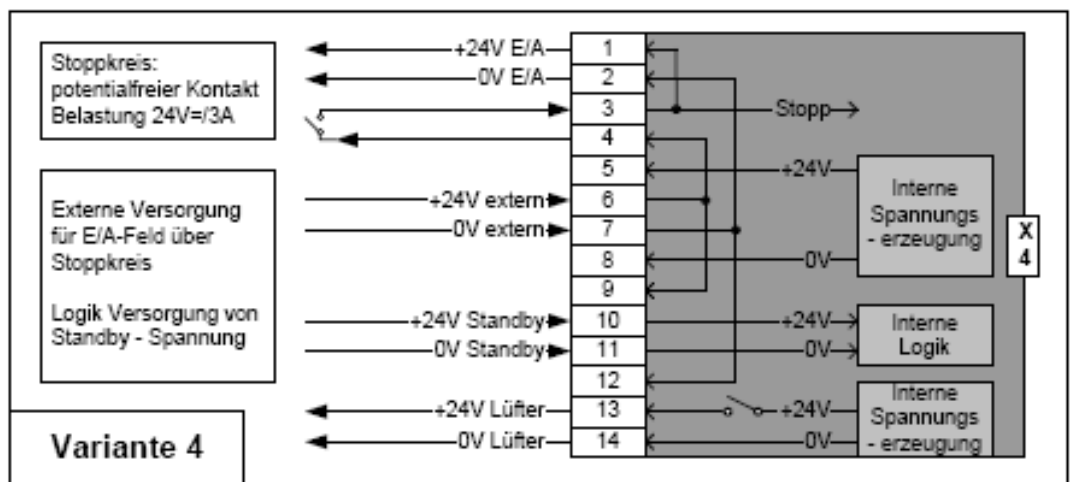 Stoppkreis:
potentialfreier Kontakt
Belastung 24V=/3A
Externe Versorgung
für E/A-Feld über
Stoppkreis
Logik Versorgung von
Standby - Spannung
Variante 4
+24V E/A
0V E/A
+24V extern
0V extern
+24V Standby
0V Standby
+24V Lüfter
0V Lüfter
1
2
3
4
5
6
7
8
9
10
11
12
13
14
Stopp
+24V
0V
+24V
0V
+24V
0V
Interne
Spannungs
- erzeugung
Interne
Logik
Interne
Spannungs
- erzeugung
X
4